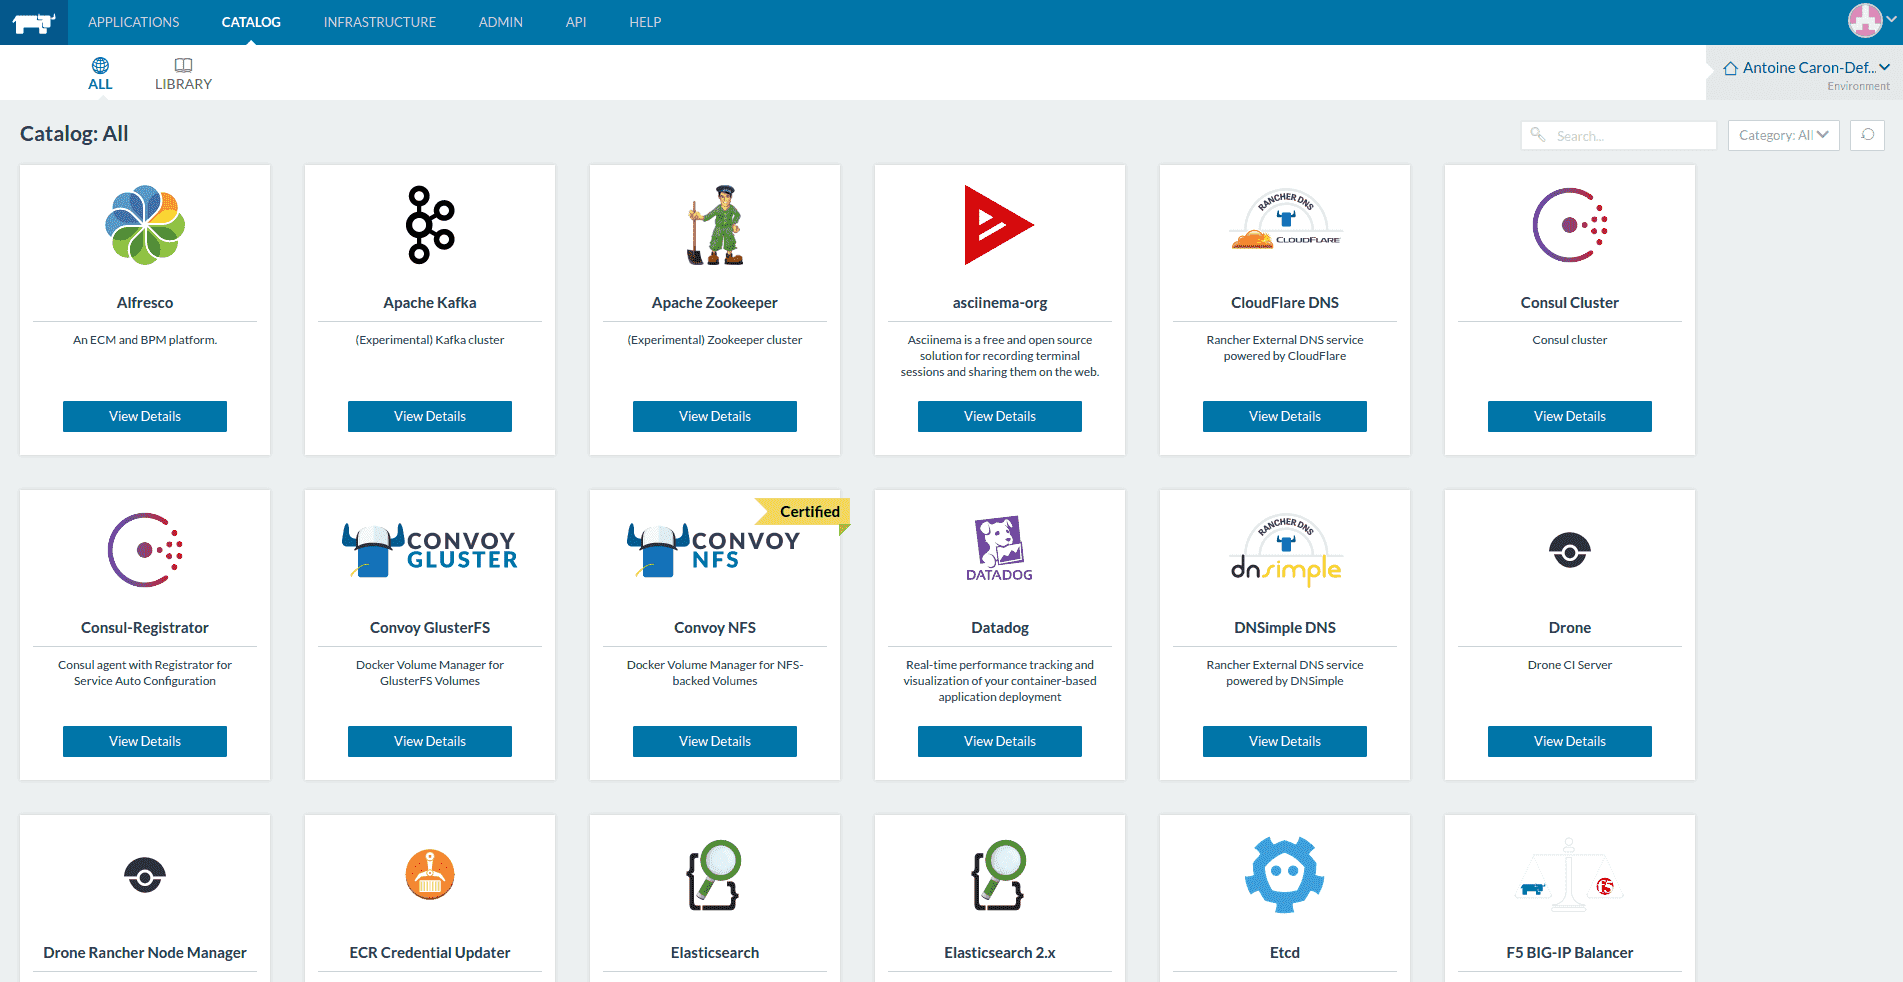 APPLICATIONS CATALOG INFRASTRUCTURE ADMIN API HELP
ALL LIBRARY
Antoine Caron-Def...
Environment
Catalog: All
Search...
Category: All
RANCHER DNS
CLOUDFLARE
Alfresco
An ECM and BPM platform.
View Details
Apache Kafka
(Experimental) Kafka cluster
View Details
Apache Zookeeper
(Experimental) Zookeeper cluster
View Details
asciinema-org
Asciinema is a free and open source
solution for recording terminal
sessions and sharing them on the web.
View Details
CloudFlare DNS
Rancher External DNS service
powered by CloudFlare
View Details
Consul Cluster
Consul cluster
View Details
Consul-Registrator
Consul agent with Registrator for
Service Auto Configuration
View Details
CONVOY
GLUSTER
Convoy GlusterFS
Docker Volume Manager for
GlusterFS Volumes
View Details
Certified
CONVOY
NFS
Convoy NFS
Docker Volume Manager for NFS-
backed Volumes
View Details
DATADOG
Datadog
Real-time performance tracking and
visualization of your container-based
application deployment
View Details
RANCHER DNS
dnsimple
DNSimple DNS
Rancher External DNS service
powered by DNSimple
View Details
Drone
Drone CI Server
View Details
Drone Rancher Node Manager
ECR Credential Updater
Elasticsearch
Elasticsearch 2.x
Etcd
f5
F5 BIG-IP Balancer